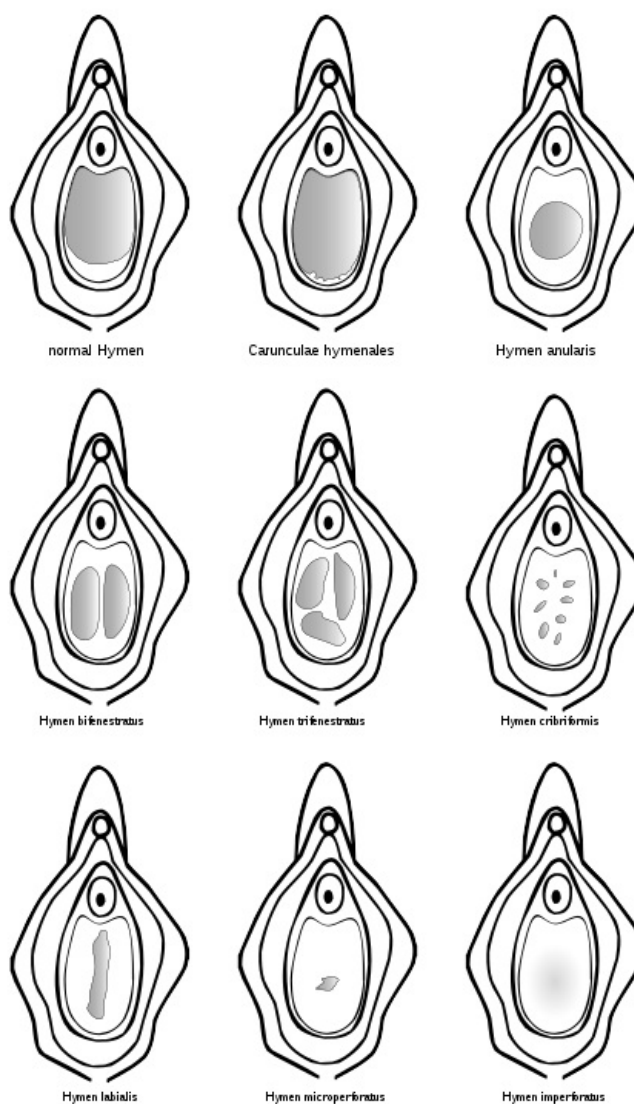 normal Hymen
Carunculae hymenales
Hymen anularis
Hymen bifenestratus
Hymen trifenestratus
Hymen cribriformis
Hymen labialis
Hymen microperforatus
Hymen imperforatus